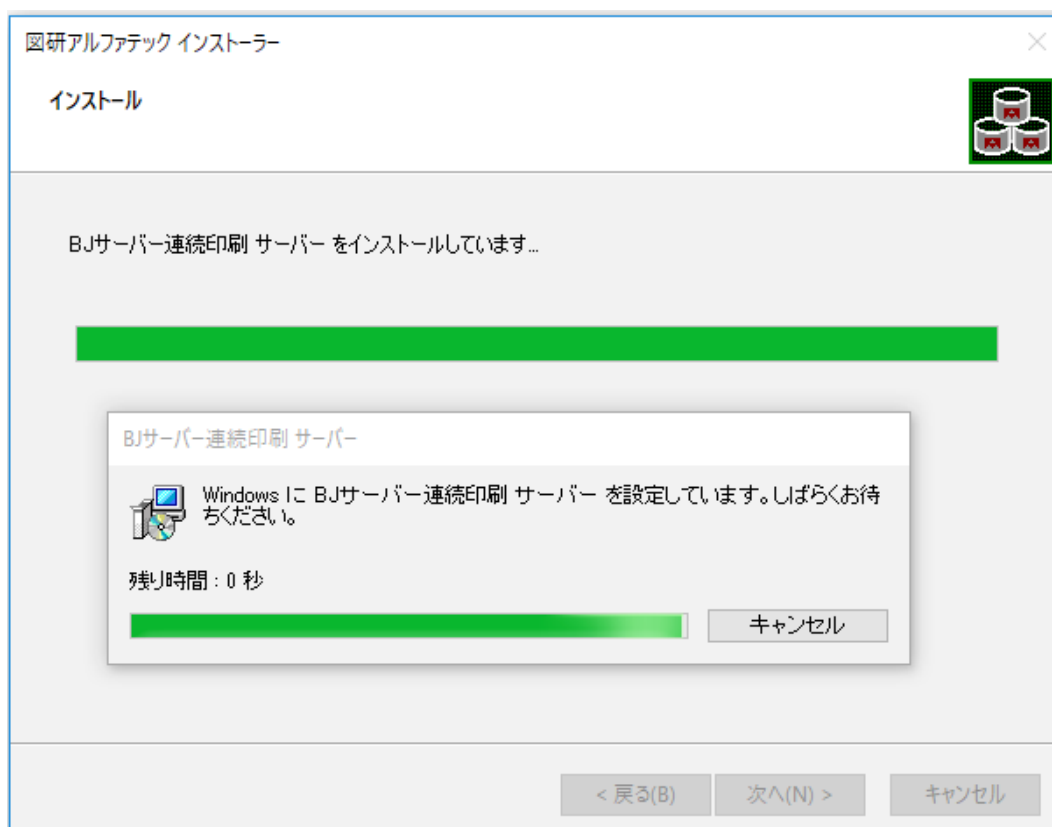 図研アルファテック インストーラー
インストール
BJサーバー連続印刷 サーバー をインストールしています...
BJサーバー連続印刷 サーバー
Windows に BJサーバー連続印刷 サーバー を設定しています。しばらくお待
ちください。
残り時間 : 0 秒
キャンセル
< 戻る(B)
次へ(N) >
キャンセル